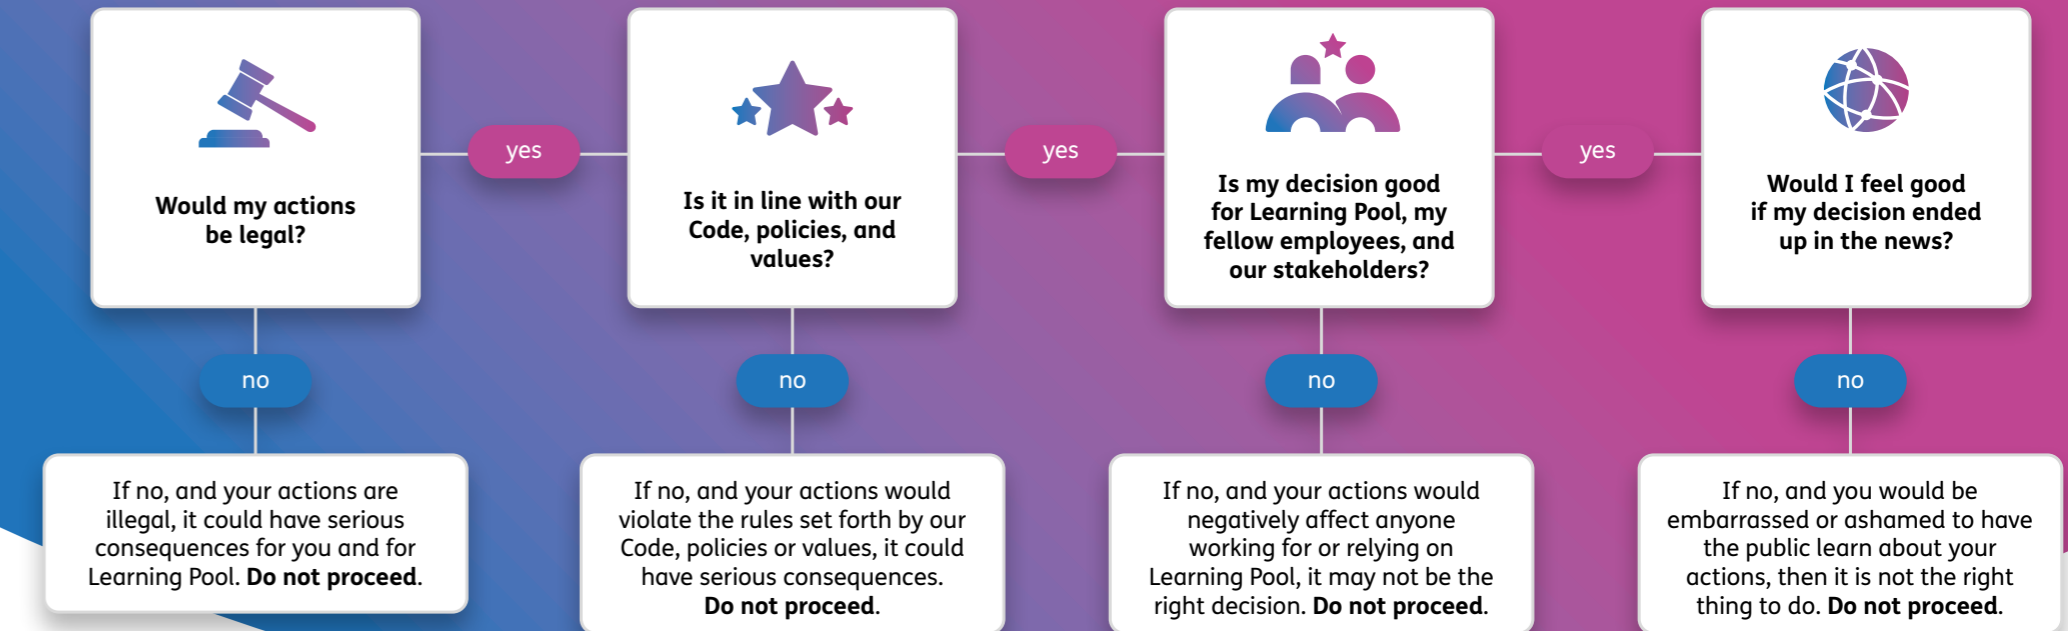 Would my actions
be legal?
yes
Is it in line with our
Code, policies, and
values?
yes
Is my decision good
for Learning Pool, my
fellow employees, and
our stakeholders?
yes
Would I feel good
if my decision ended
up in the news?
no
no
no
no
If no, and your actions are
illegal, it could have serious
consequences for you and for
Learning Pool. Do not proceed.
If no, and your actions would
violate the rules set forth by our
Code, policies or values, it could
have serious consequences.
Do not proceed.
If no, and your actions would
negatively affect anyone
working for or relying on
Learning Pool, it may not be the
right decision. Do not proceed.
If no, and you would be
embarrassed or ashamed to have
the public learn about your
actions, then it is not the right
thing to do. Do not proceed.